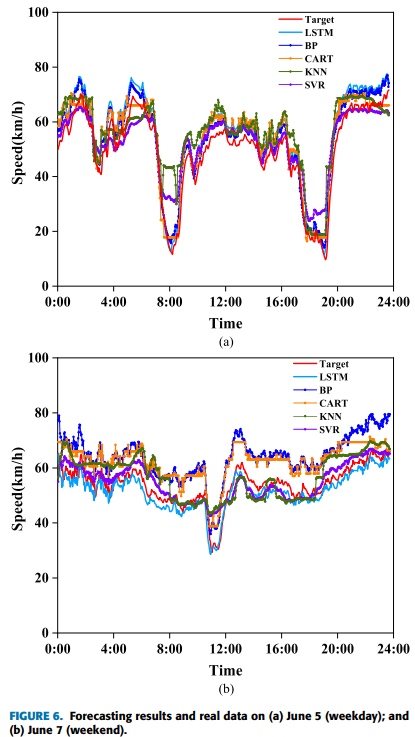 100
80
60
40
20
0
Speed(km/h)
Target
LSTM
BP
CART
KNN
SVR
0:00 4:00 8:00 12:00 16:00 20:00 24:00
Time
(a)
100
80
60
40
20
0
Speed(km/h)
Target
LSTM
BP
CART
KNN
SVR
0:00 4:00 8:00 12:00 16:00 20:00 24:00
Time
(b)
FIGURE 6. Forecasting results and real data on (a) June 5 (weekday); and
(b) June 7 (weekend).